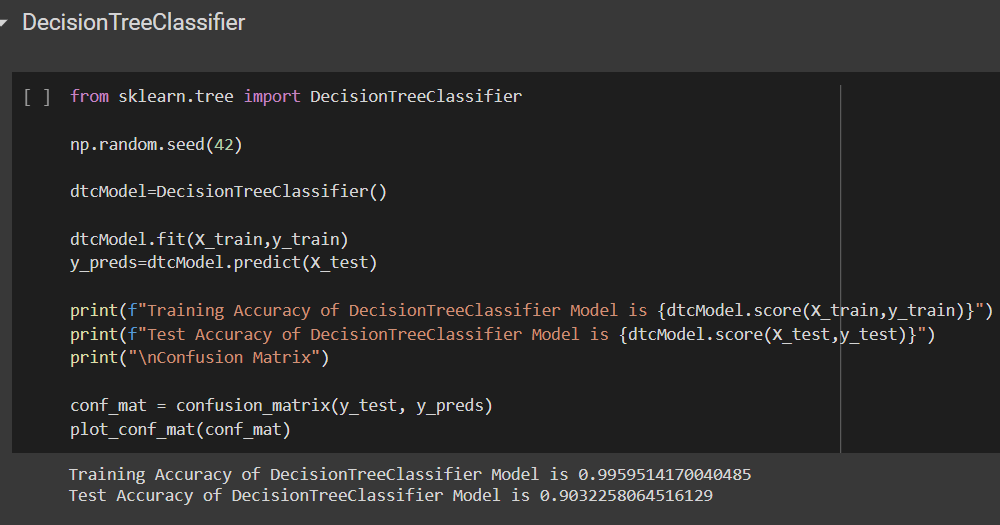 DecisionTreeClassifier
[ ] from sklearn.tree import DecisionTreeClassifier
np.random.seed(42)
dtcModel=DecisionTreeClassifier()
dtcModel.fit(X_train,y_train)
y_preds=dtcModel.predict(X_test)
print(f"Training Accuracy of DecisionTreeClassifier Model is {dtcModel.score(X_train,y_train)}")
print(f"Test Accuracy of DecisionTreeClassifier Model is {dtcModel.score(X_test,y_test)}")
print("\nConfusion Matrix")
conf_mat = confusion_matrix(y_test, y_preds)
plot_conf_mat(conf_mat)
Training Accuracy of DecisionTreeClassifier Model is 0.9959514170040485
Test Accuracy of DecisionTreeClassifier Model is 0.9032258064516129